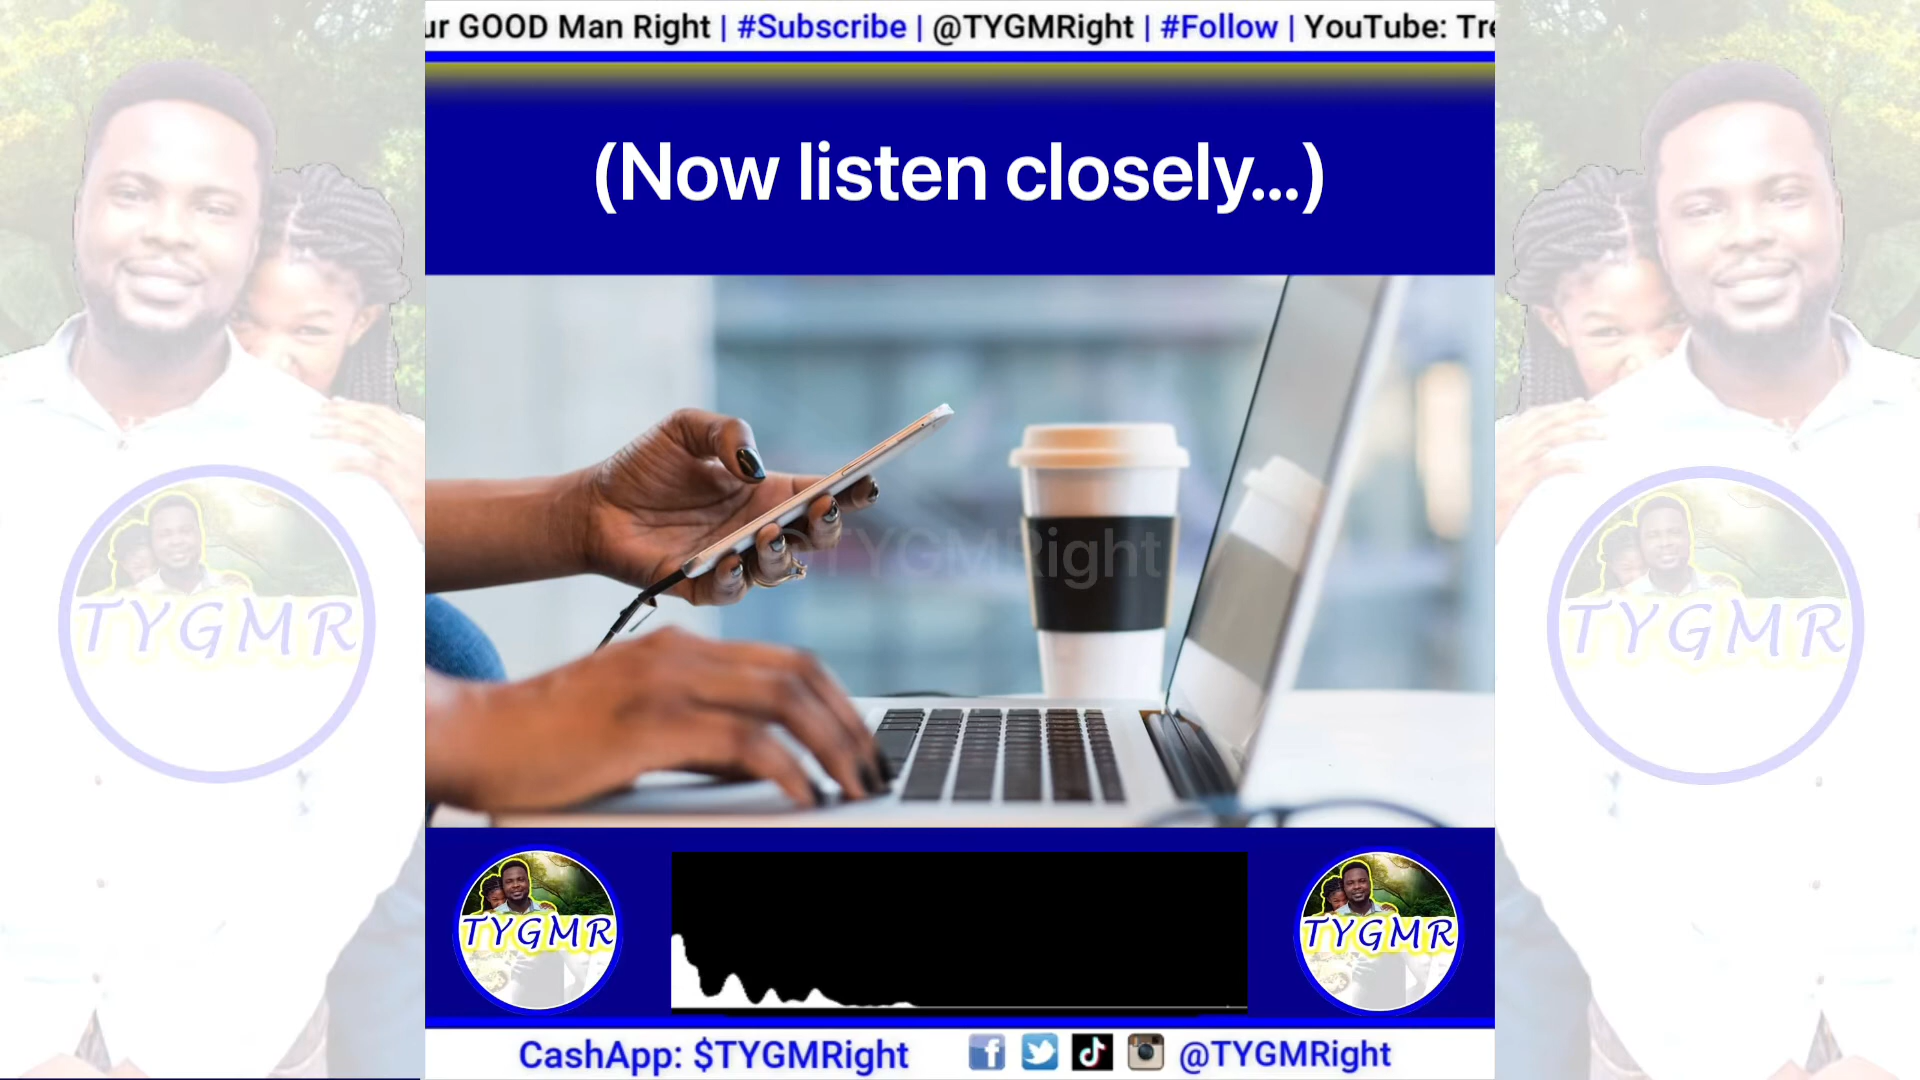 ur GOOD Man Right | #Subscribe | @TYGMRight | #Follow | YouTube: Tre
(Now listen closely...)
@TYGMRight
TYGMR
TYGMR
TYGMR
TYGMR
CashApp: $TYGMRight
@TYGMRight